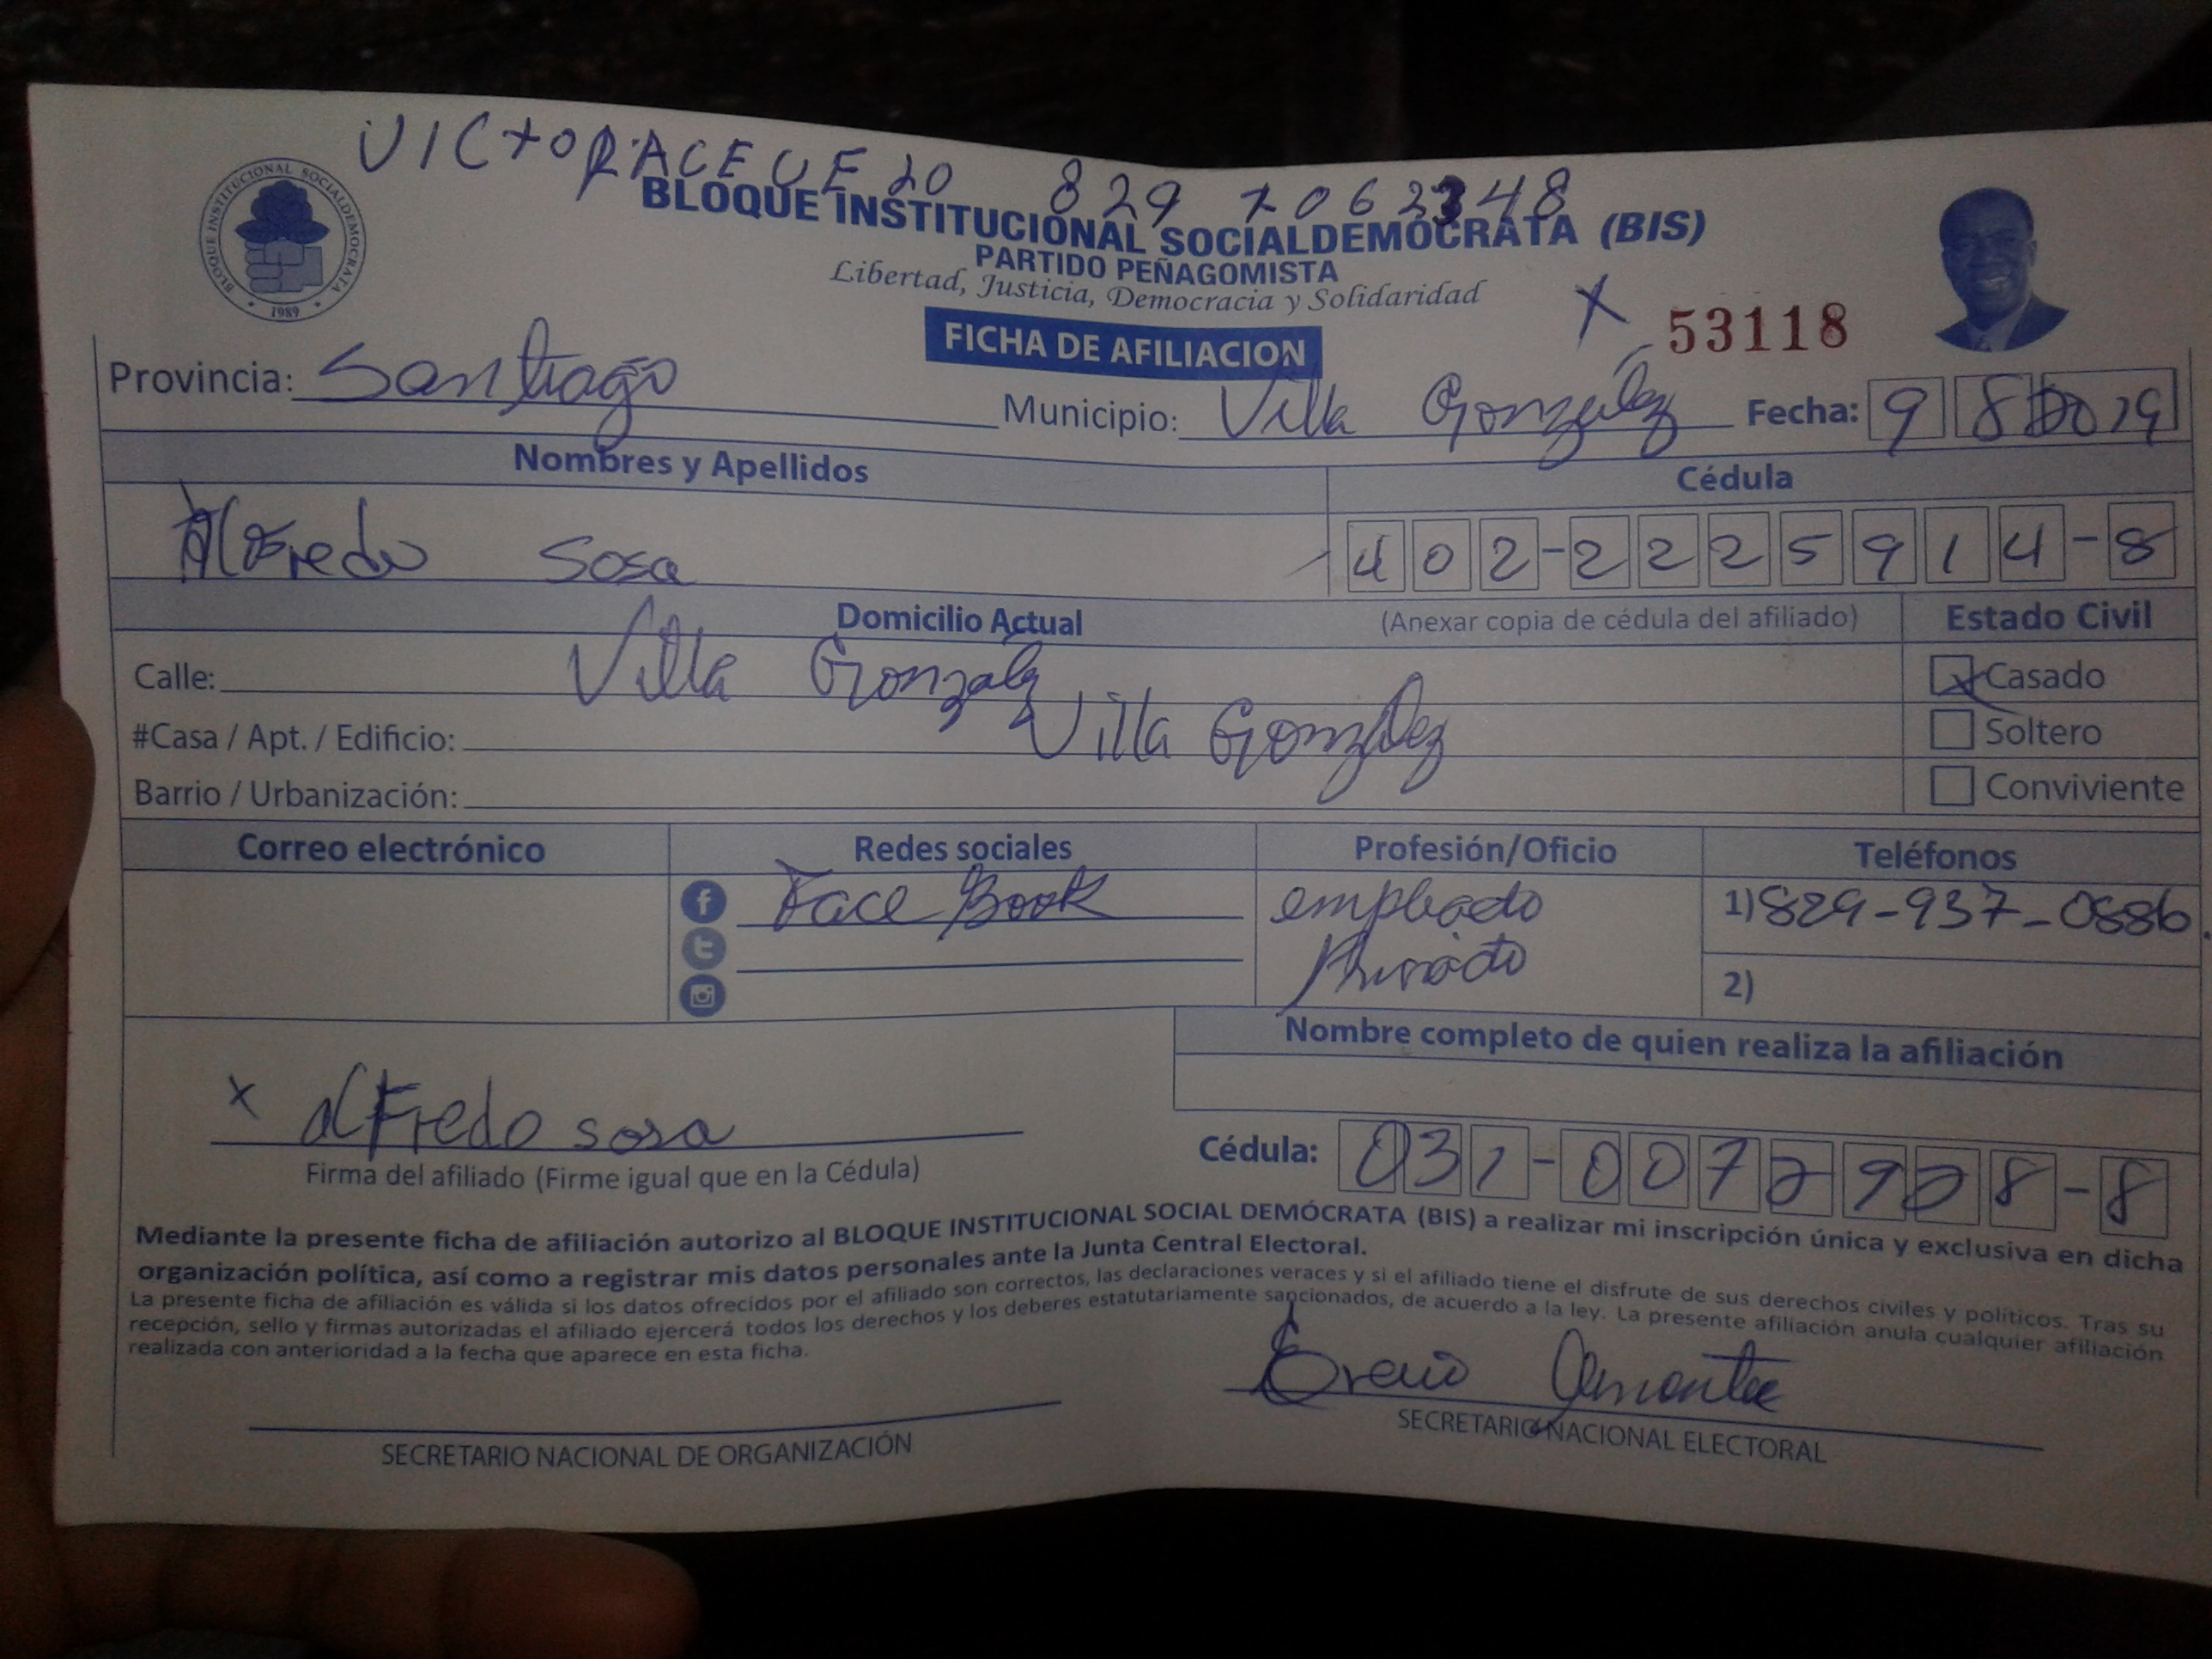 VICTOR ACEVEDO 829 7062348
BLOQUE INSTITUCIONAL SOCIALDEMOCRATA
1989
BLOQUE INSTITUCIONAL SOCIALDEMÓCRATA (BIS)
PARTIDO PEÑAGOMISTA
Libertad, Justicia, Democracia y Solidaridad
FICHA DE AFILIACION
X 53118
Provincia: Santiago Municipio: Villa González Fecha: 9 8 2019
Nombres y Apellidos Cédula
Alfredo Sosa 402-2225914-8
Domicilio Actual (Anexar copia de cédula del afiliado) Estado Civil
Calle: Villa González Casado
#Casa / Apt. / Edificio: Villa González Soltero
Barrio / Urbanización: Conviviente
Correo electrónico Redes sociales Profesión/Oficio Teléfonos
Face Book empleado 1) 829-937-0886
Privado 2)
Nombre completo de quien realiza la afiliación
x alFredo sosa
Firma del afiliado (Firme igual que en la Cédula)
Cédula: 031-0072928-8
Mediante la presente ficha de afiliación autorizo al BLOQUE INSTITUCIONAL SOCIAL DEMÓCRATA (BIS) a realizar mi inscripción única y exclusiva en dicha
organización política, así como a registrar mis datos personales ante la Junta Central Electoral.
La presente ficha de afiliación es válida si los datos ofrecidos por el afiliado son correctos, las declaraciones veraces y si el afiliado tiene el disfrute de sus derechos civiles y políticos. Tras su
recepción, sello y firmas autorizadas el afiliado ejercerá todos los derechos y los deberes estatutariamente sancionados, de acuerdo a la ley. La presente afiliación anula cualquier afiliación
realizada con anterioridad a la fecha que aparece en esta ficha.
Amonte
SECRETARIO NACIONAL DE ORGANIZACIÓN
SECRETARIO NACIONAL ELECTORAL